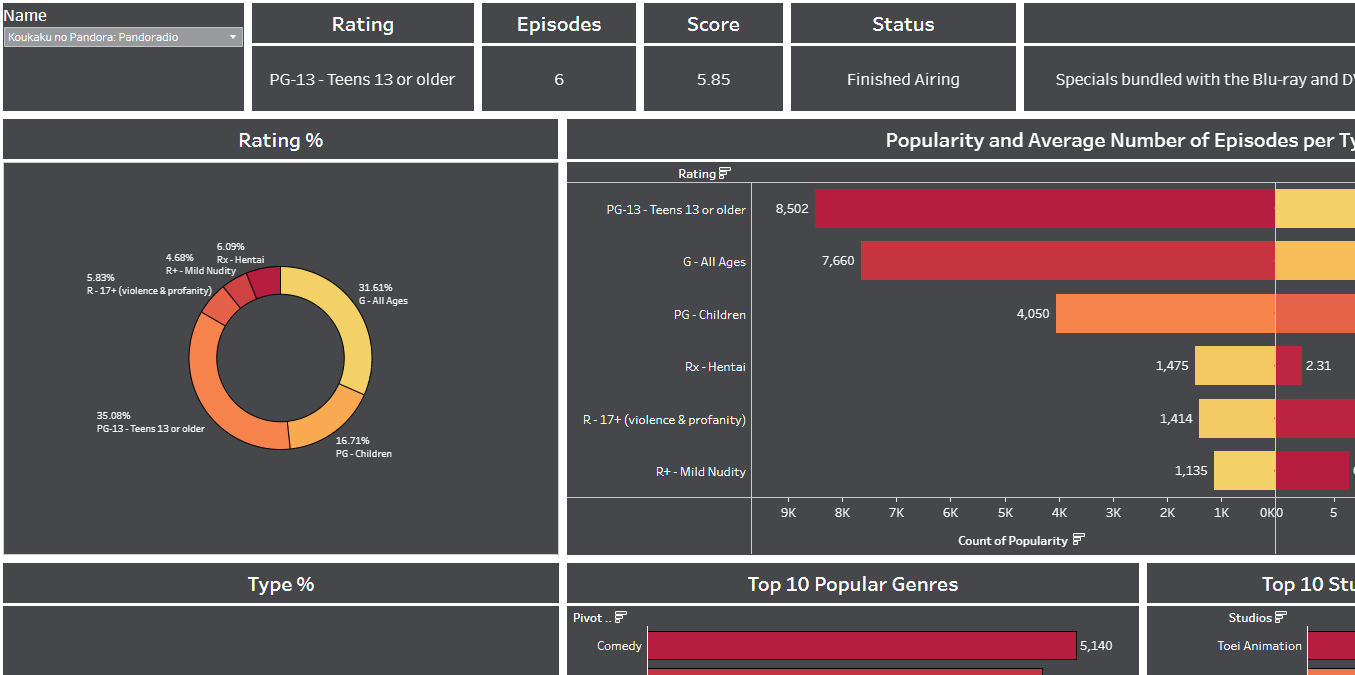 Name
Koukaku no Pandora: Pandoradio
Rating
PG-13 - Teens 13 or older
Episodes
6
Score
5.85
Status
Finished Airing
Specials bundled with the Blu-ray and
Rating %
6.09%
Rx - Hentai
4.68%
R+ - Mild Nudity
5.83%
R - 17+ (violence & profanity)
31.61%
G - All Ages
35.08%
PG-13 - Teens 13 or older
16.71%
PG - Children
Popularity and Average Number of Episodes per
Rating
PG-13 - Teens 13 or older 8,502
G - All Ages 7,660
PG - Children 4,050
Rx - Hentai 1,475 2.31
R - 17+ (violence & profanity) 1,414
R+ - Mild Nudity 1,135
9K 8K 7K 6K 5K 4K 3K 2K 1K 0K 0 5
Count of Popularity
Type %
Top 10 Popular Genres
Pivot ..
Comedy 5,140
Top 10
Studios
Toei Animation